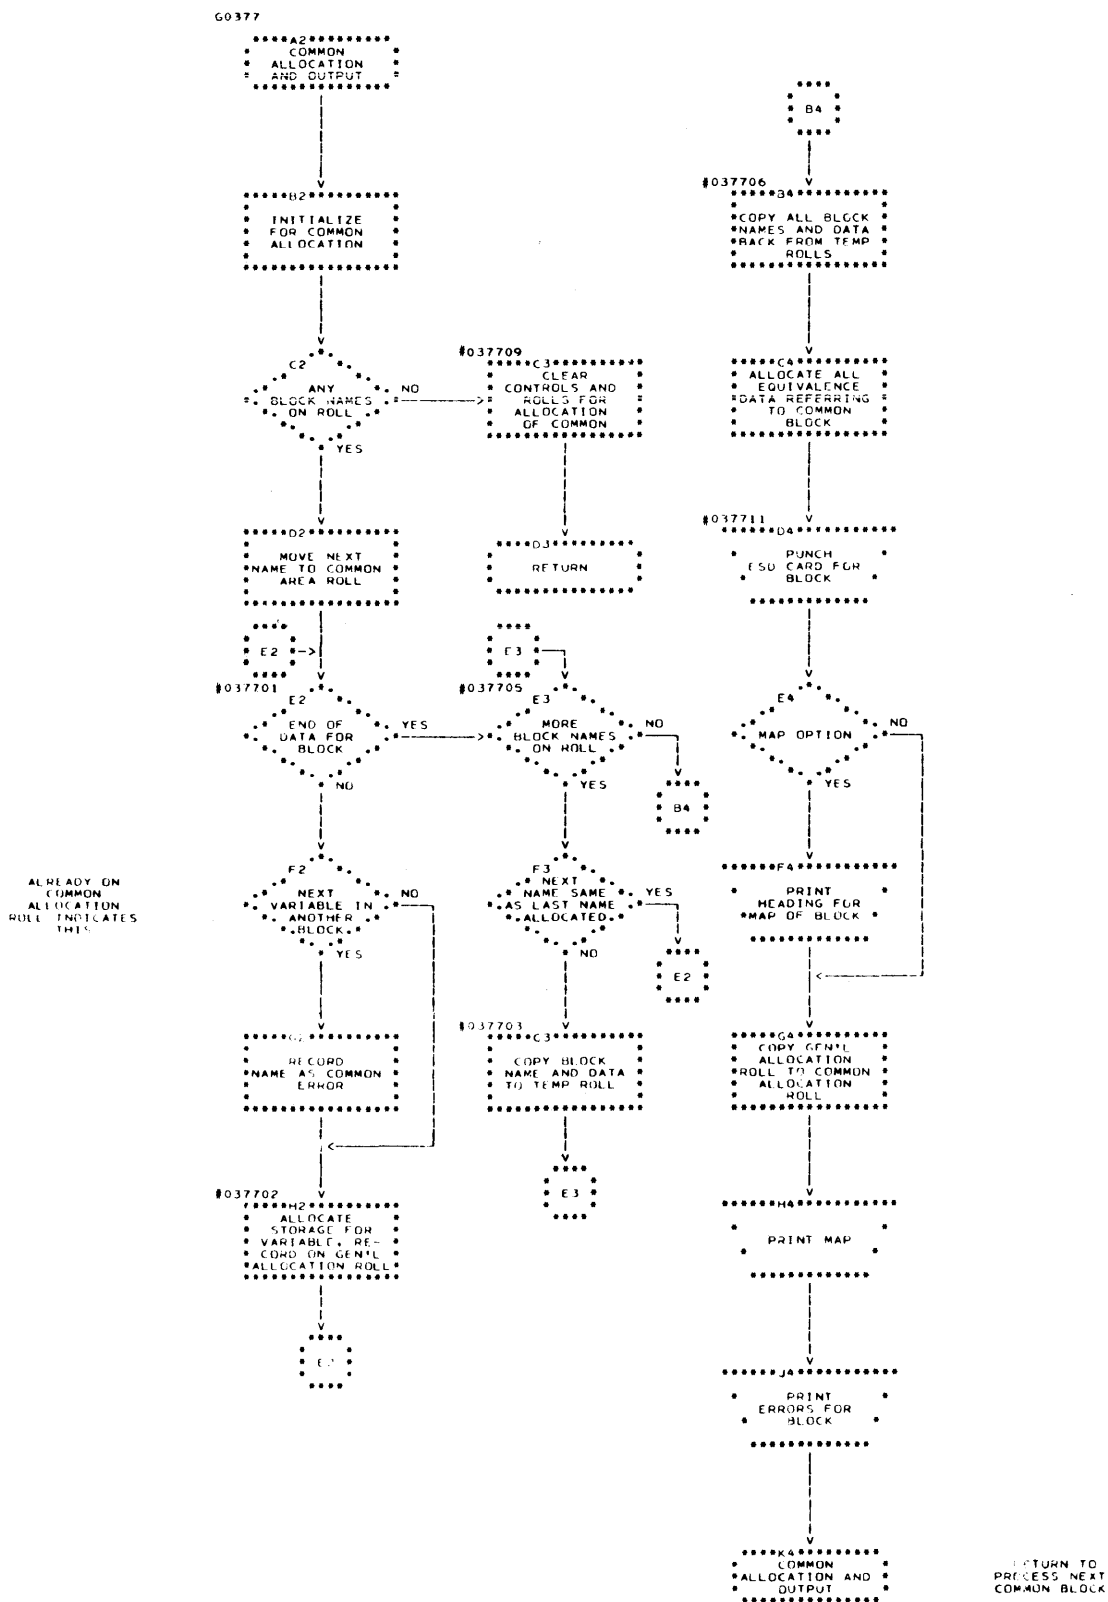 G0377
A2
COMMON
ALLOCATION
AND OUTPUT
B2
INITIALIZE
FOR COMMON
ALLOCATION
C2
ANY
BLOCK NAMES
ON ROLL
NO
YES
#037709
C3
CLEAR
CONTROLS AND
ROLLS FOR
ALLOCATION
OF COMMON
D2
MOVE NEXT
NAME TO COMMON
AREA ROLL
D3
RETURN
E2
#037701
E2
END OF
DATA FOR
BLOCK
YES
NO
E3
#037705
E3
MORE
BLOCK NAMES
ON ROLL
NO
YES
B4
ALREADY ON
COMMON
ALLOCATION
ROLL INDICATES
THIS
F2
NEXT
VARIABLE IN
ANOTHER
BLOCK
NO
YES
F3
NEXT
NAME SAME
AS LAST NAME
ALLOCATED
YES
NO
E2
G2
RECORD
NAME AS COMMON
ERROR
#037703
C3
COPY BLOCK
NAME AND DATA
TO TEMP ROLL
E3
#037702
H2
ALLOCATE
STORAGE FOR
VARIABLE, RE-
CORD ON GEN'L
ALLOCATION ROLL
E2
B4
#037706
B4
COPY ALL BLOCK
NAMES AND DATA
BACK FROM TEMP
ROLLS
C4
ALLOCATE ALL
EQUIVALENCE
DATA REFERRING
TO COMMON
BLOCK
#037711
D4
PUNCH
ESD CARD FOR
BLOCK
E4
MAP OPTION
NO
YES
F4
PRINT
HEADING FOR
MAP OF BLOCK
G4
COPY GEN'L
ALLOCATION
ROLL TO COMMON
ALLOCATION
ROLL
H4
PRINT MAP
J4
PRINT
ERRORS FOR
BLOCK
K4
COMMON
ALLOCATION AND
OUTPUT
RETURN TO
PROCESS NEXT
COMMON BLOCK